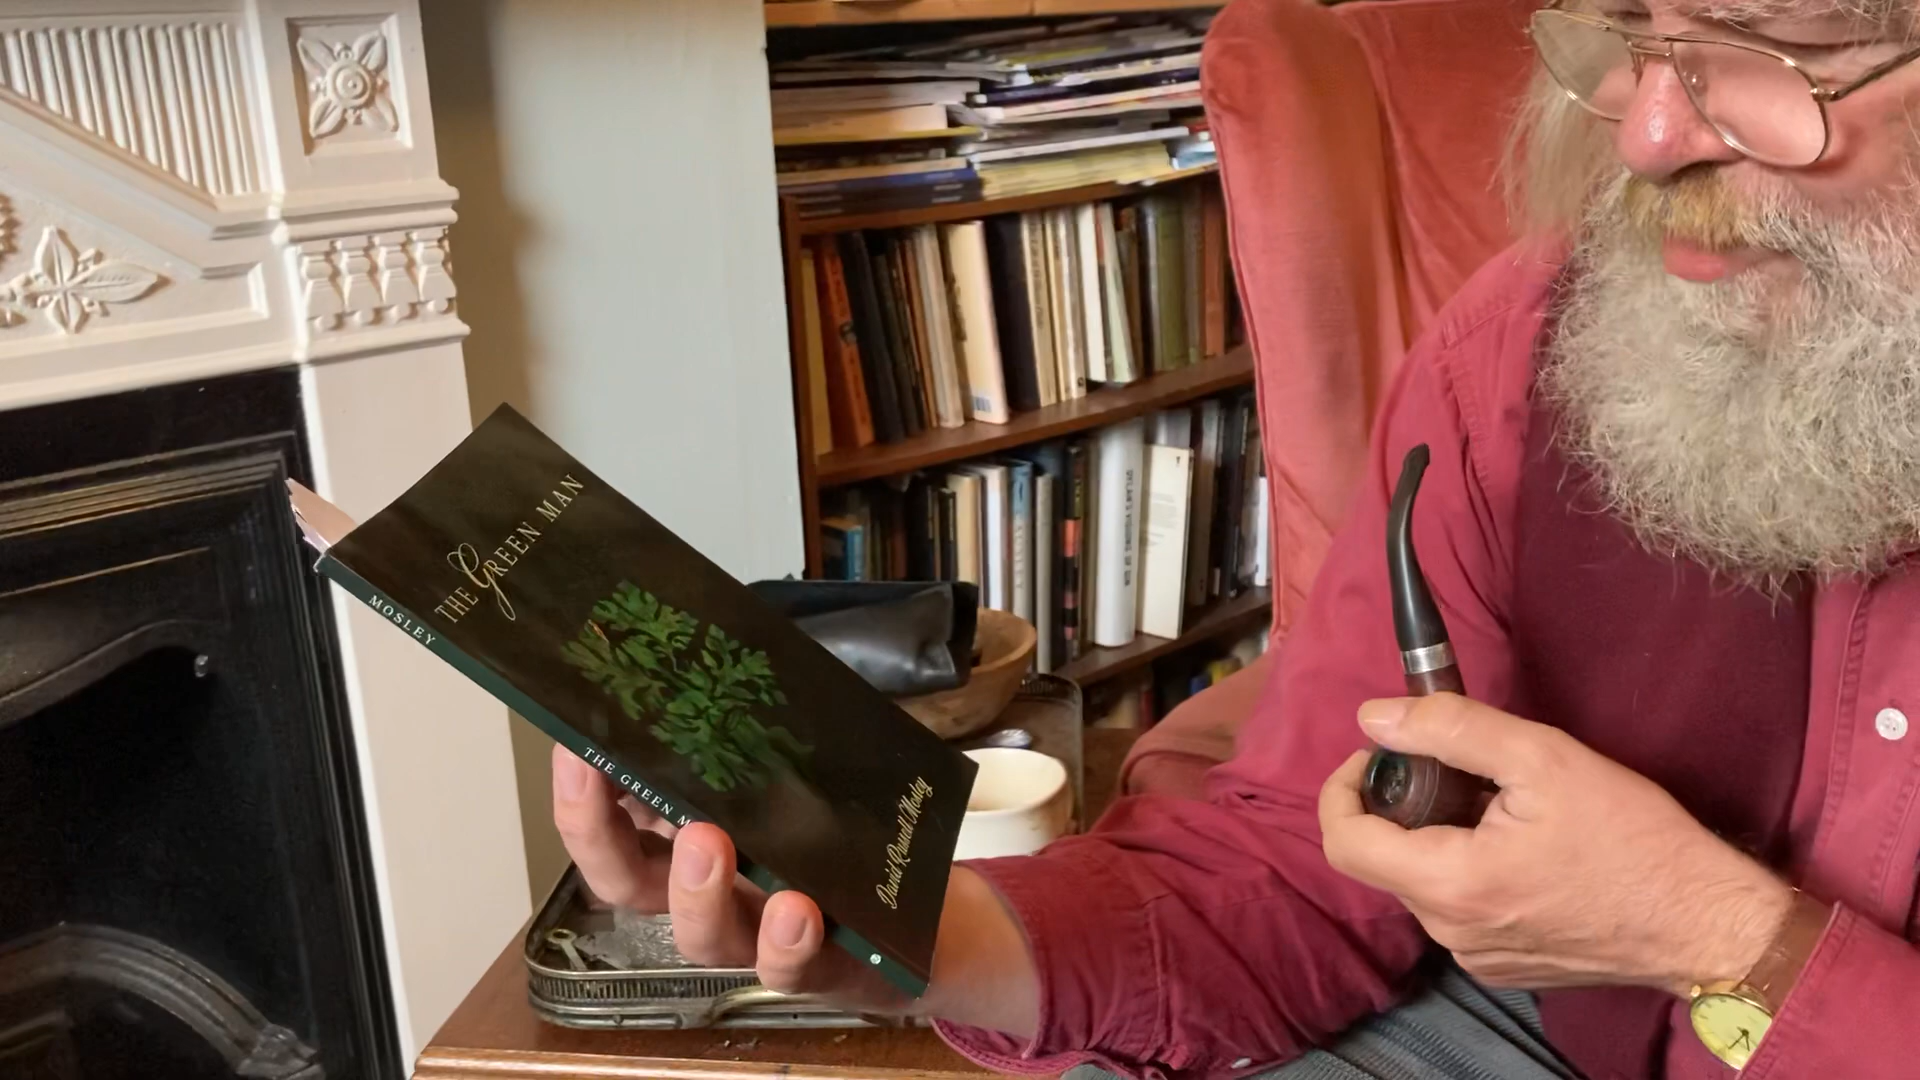 THE GREEN MAN
David Russell Mosley
MOSLEY
THE GREEN M